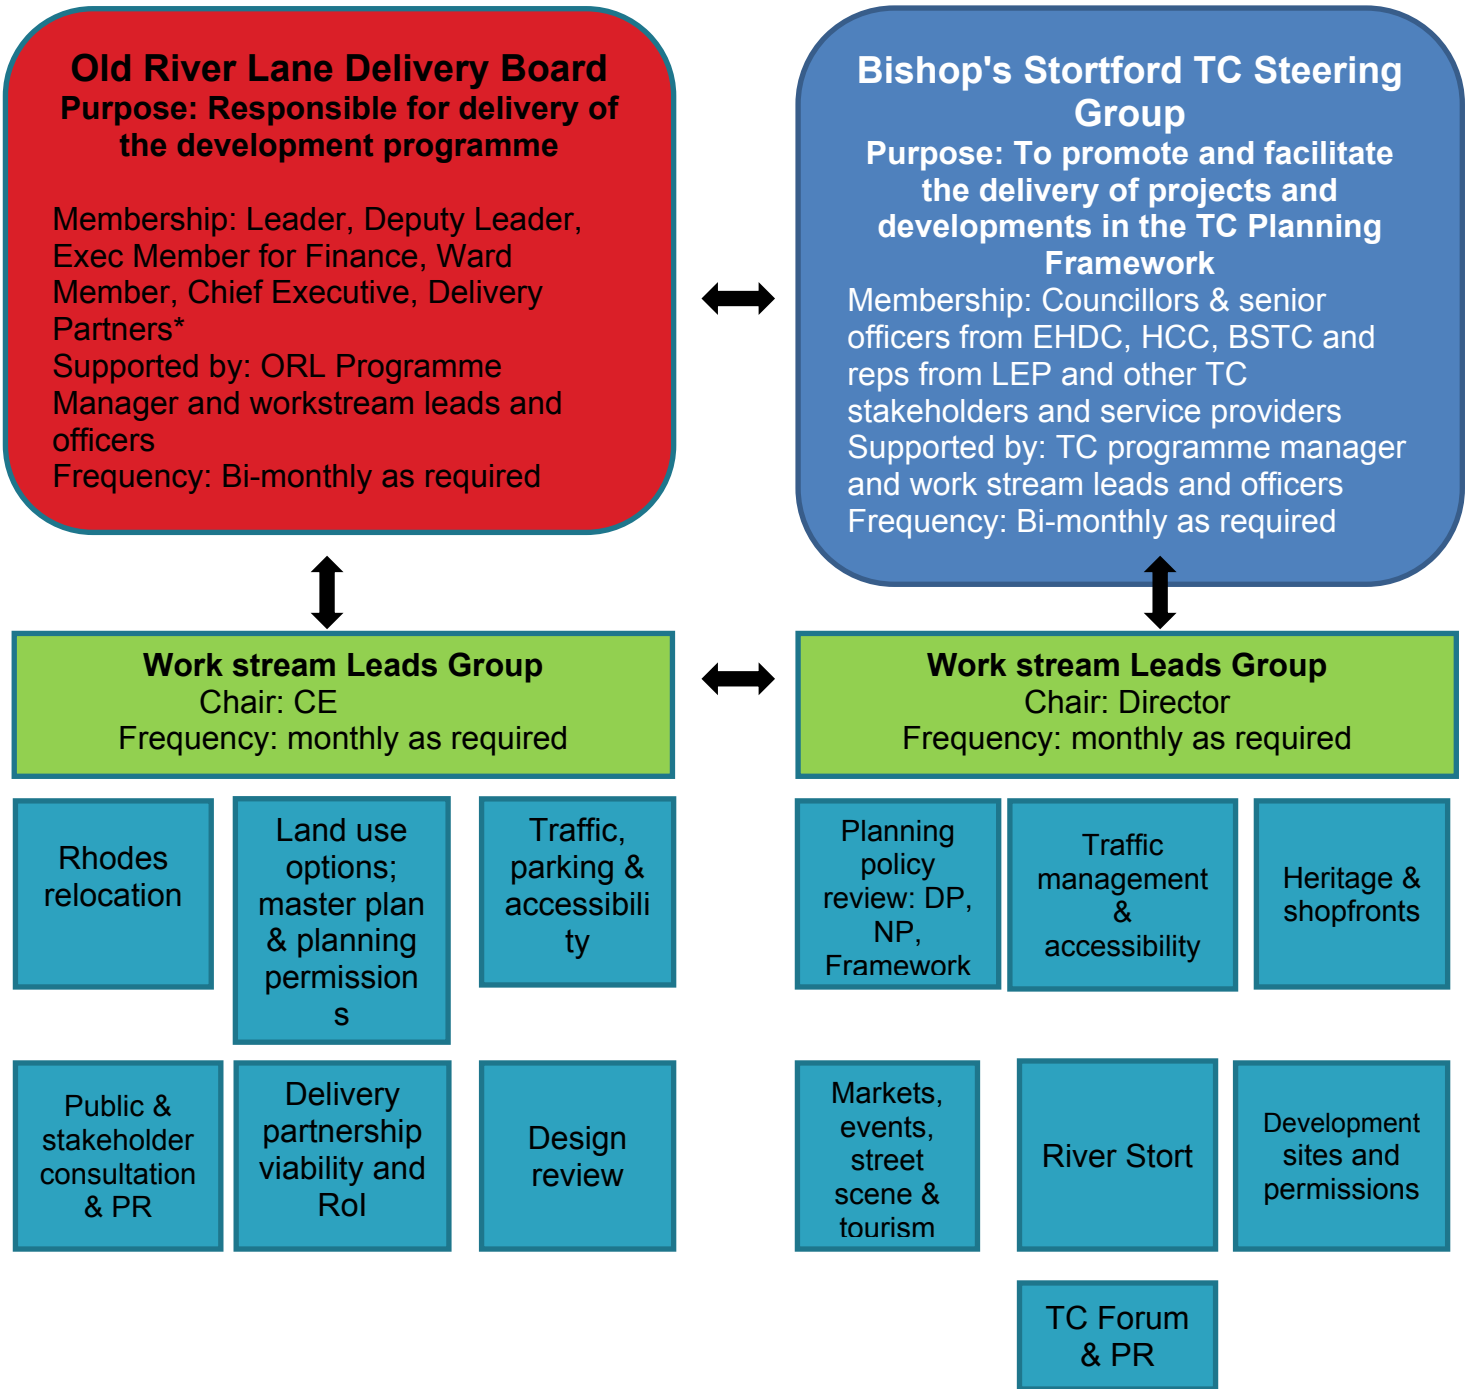 Old River Lane Delivery Board
Purpose: Responsible for delivery of
the development programme
Membership: Leader, Deputy Leader,
Exec Member for Finance, Ward
Member, Chief Executive, Delivery
Partners*
Supported by: ORL Programme
Manager and workstream leads and
officers
Frequency: Bi-monthly as required
Bishop's Stortford TC Steering
Group
Purpose: To promote and facilitate
the delivery of projects and
developments in the TC Planning
Framework
Membership: Councillors & senior
officers from EHDC, HCC, BSTC and
reps from LEP and other TC
stakeholders and service providers
Supported by: TC programme manager
and work stream leads and officers
Frequency: Bi-monthly as required
Work stream Leads Group
Chair: CE
Frequency: monthly as required
Work stream Leads Group
Chair: Director
Frequency: monthly as required
Rhodes
relocation
Land use
options;
master plan
& planning
permission
s
Traffic,
parking &
accessibili
ty
Planning
policy
review: DP,
NP,
Framework
Traffic
management
&
accessibility
Heritage &
shopfronts
Public &
stakeholder
consultation
& PR
Delivery
partnership
viability and
RoI
Design
review
Markets,
events,
street
scene &
tourism
River Stort
Development
sites and
permissions
TC Forum
& PR